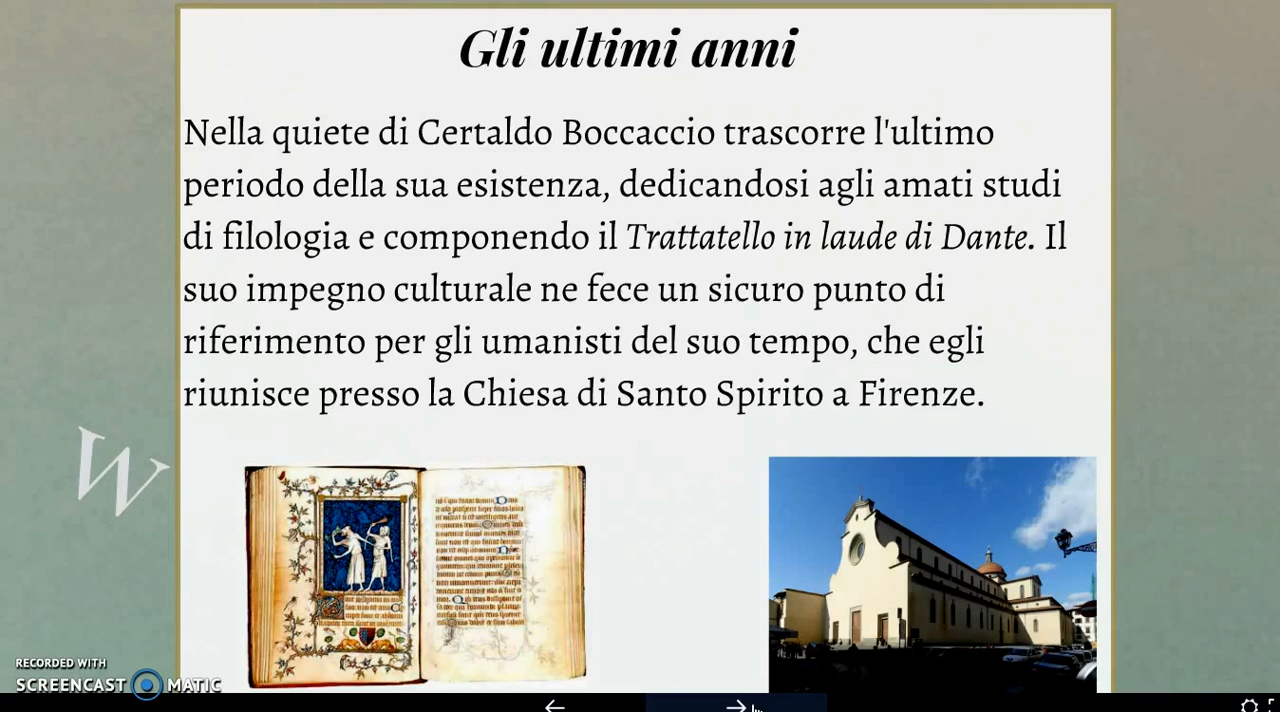 Gli ultimi anni
Nella quiete di Certaldo Boccaccio trascorre l'ultimo
periodo della sua esistenza, dedicandosi agli amati studi
di filologia e componendo il Trattatello in laude di Dante. Il
suo impegno culturale ne fece un sicuro punto di
riferimento per gli umanisti del suo tempo, che egli
riunisce presso la Chiesa di Santo Spirito a Firenze.
W
RECORDED WITH
SCREENCAST MATIC